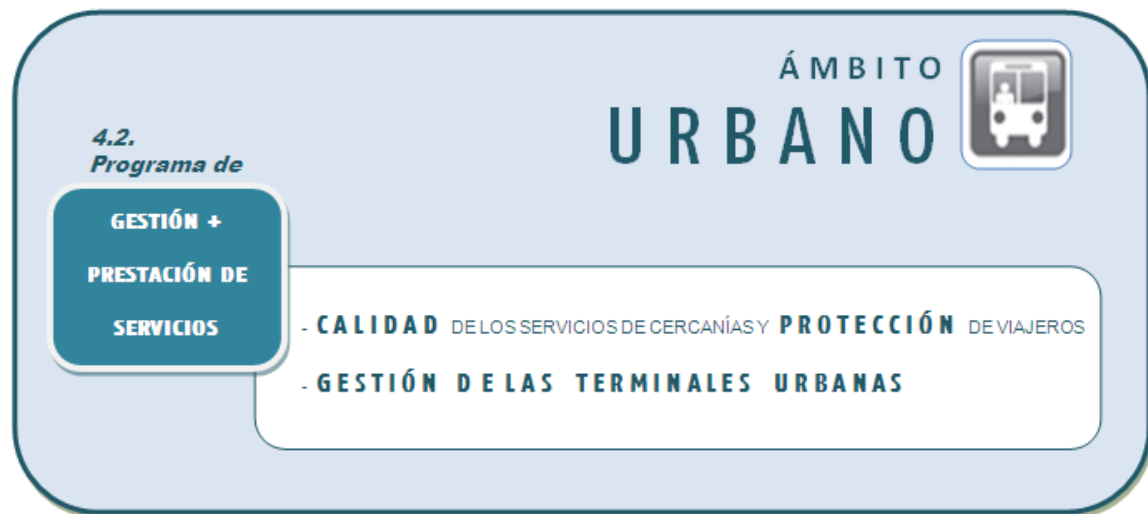 ÁMBITO
URBANO
4.2.
Programa de
GESTIÓN +
PRESTACIÓN DE
SERVICIOS
- CALIDAD DE LOS SERVICIOS DE CERCANÍAS Y PROTECCIÓN DE VIAJEROS
- GESTIÓN DE LAS TERMINALES URBANAS